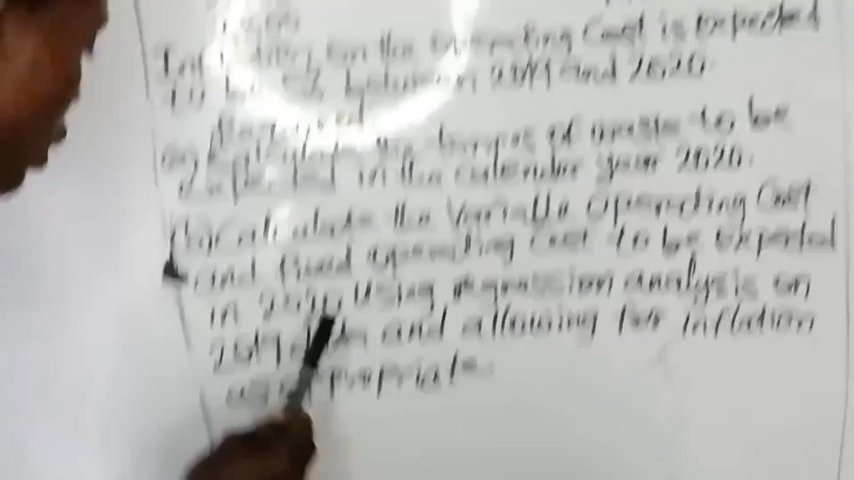 Inflation on the operating Cost is expected
to be 5% between 2019 and 2020.
(a) the tonnes of waste to be
expected in the calendar year 2020.
(b) Calculate the Variable Operating Cost
and fixed operating Cost to be expected
in 2020 Using regression analysis on
2019 data and allowing for inflation
as appropriate.